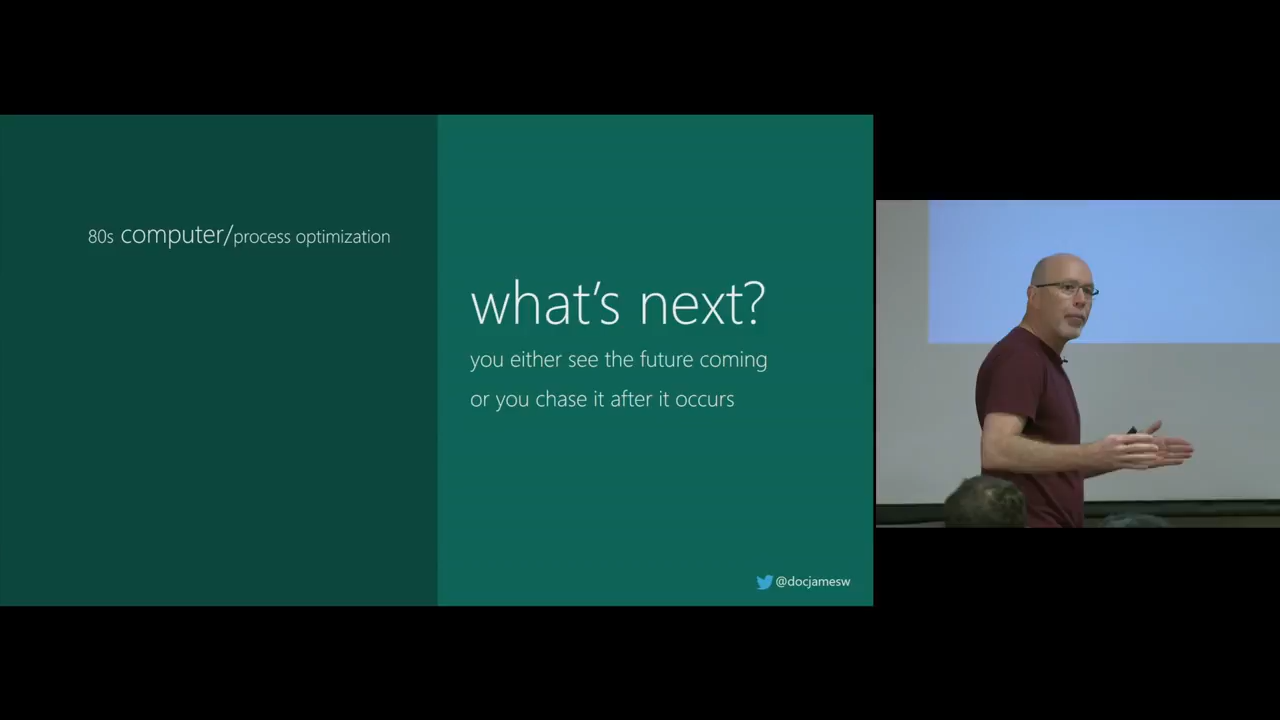 80s computer/process optimization
what's next?
you either see the future coming
or you chase it after it occurs
@docjamesw